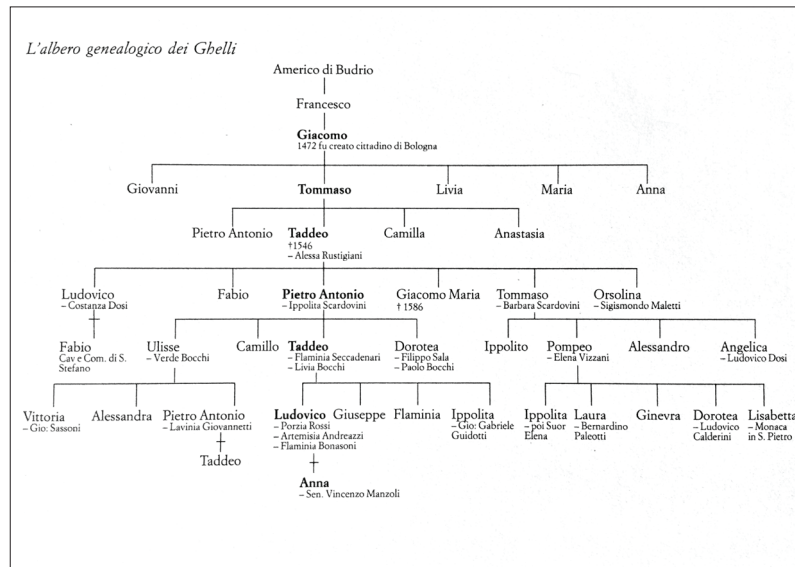 L'albero genealogico dei Ghelli
Americo di Budrio
Francesco
Giacomo
1472 fu creato cittadino di Bologna
Giovanni Tommaso Livia Maria Anna
Pietro Antonio Taddeo Camilla Anastasia
†1546
– Alessa Rustigiani
Ludovico Fabio Pietro Antonio Giacomo Maria Tommaso Orsolina
– Costanza Dosi – Ippolita Scardovini † 1586 – Barbara Scardovini – Sigismondo Maletti
Fabio Ulisse Camillo Taddeo Dorotea Ippolito Pompeo Alessandro Angelica
Cav e Com. di S. – Verde Bocchi – Flaminia Seccadenari – Filippo Sala – Elena Vizzani – Ludovico Dosi
Stefano – Livia Bocchi – Paolo Bocchi
Vittoria Alessandra Pietro Antonio Ludovico Giuseppe Flaminia Ippolita Ippolita Laura Ginevra Dorotea Lisabetta
– Gio: Sassoni – Lavinia Giovannetti – Porzia Rossi – Gio: Gabriele – poi Suor – Bernardino – Ludovico – Monaca
– Artemisia Andreazzi Guidotti Elena Paleotti Calderini in S. Pietro
– Flaminia Bonasoni
Taddeo
Anna
– Sen. Vincenzo Manzoli